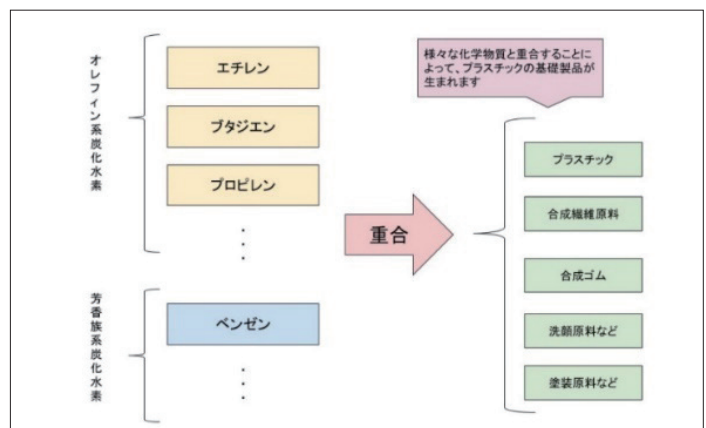 オレフィン系炭化水素
エチレン
ブタジエン
プロピレン
・・・
芳香族系炭化水素
ベンゼン
・・・
重合
様々な化学物質と重合することに
よって、プラスチックの基礎製品が
生まれます
プラスチック
合成繊維原料
合成ゴム
洗顔原料など
塗装原料など